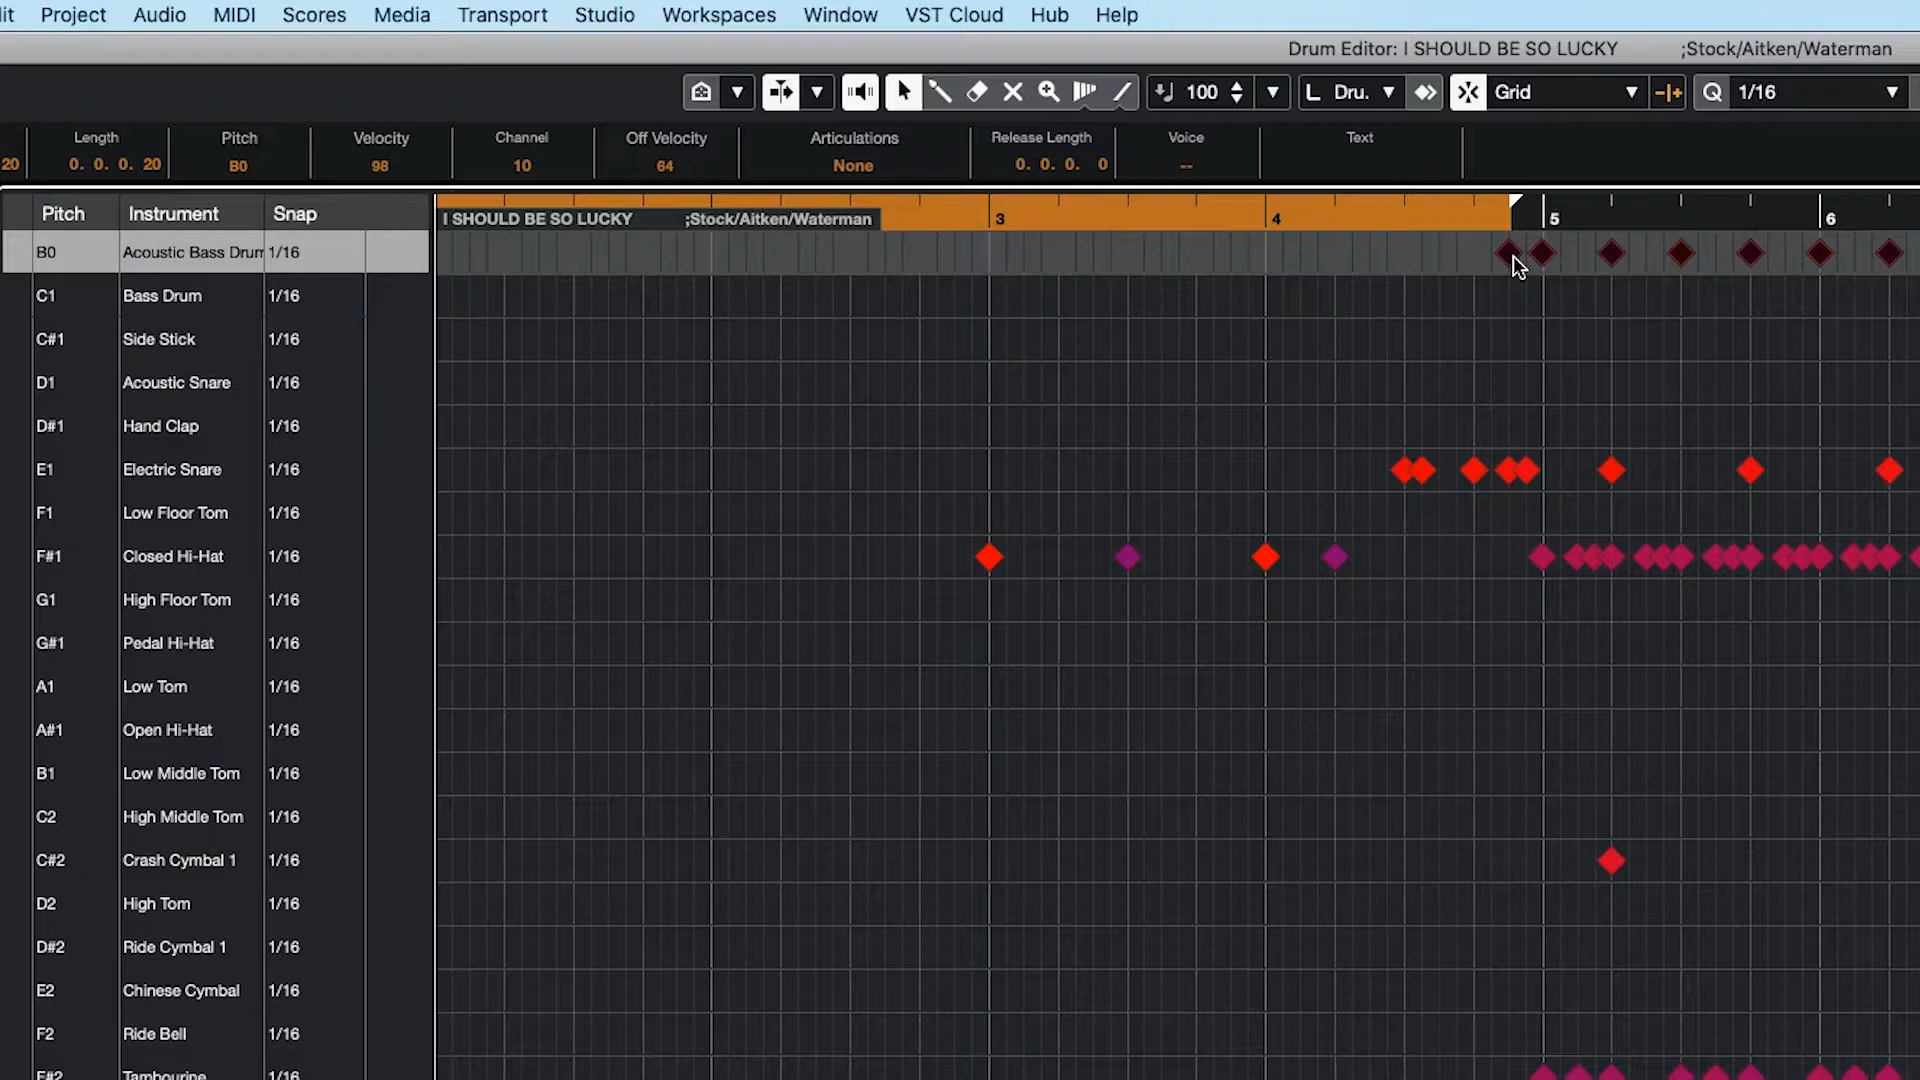 it Project Audio MIDI Scores Media Transport Studio Workspaces Window VST Cloud Hub Help
Drum Editor: I SHOULD BE SO LUCKY ;Stock/Aitken/Waterman
100 L Dru. Grid Q 1/16
Length Pitch Velocity Channel Off Velocity Articulations Release Length Voice Text
20 0. 0. 0. 20 B0 98 10 64 None 0. 0. 0. 0 --
Pitch Instrument Snap
I SHOULD BE SO LUCKY ;Stock/Aitken/Waterman 3 4 5 6
B0 Acoustic Bass Drum 1/16
C1 Bass Drum 1/16
C#1 Side Stick 1/16
D1 Acoustic Snare 1/16
D#1 Hand Clap 1/16
E1 Electric Snare 1/16
F1 Low Floor Tom 1/16
F#1 Closed Hi-Hat 1/16
G1 High Floor Tom 1/16
G#1 Pedal Hi-Hat 1/16
A1 Low Tom 1/16
A#1 Open Hi-Hat 1/16
B1 Low Middle Tom 1/16
C2 High Middle Tom 1/16
C#2 Crash Cymbal 1 1/16
D2 High Tom 1/16
D#2 Ride Cymbal 1 1/16
E2 Chinese Cymbal 1/16
F2 Ride Bell 1/16
F#2 Tambourine 1/16